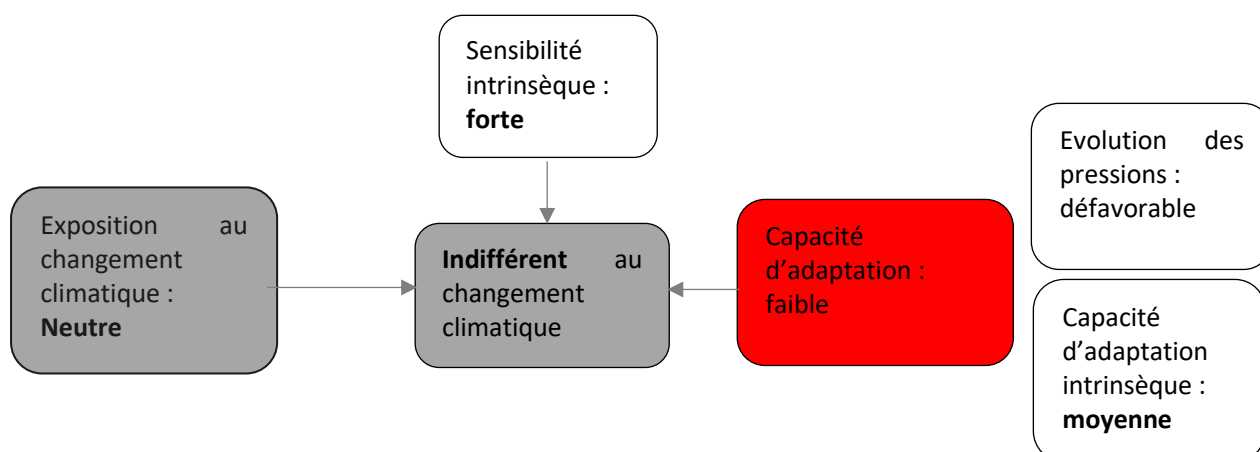 Sensibilité
intrinsèque :
forte
Exposition au
changement
climatique :
Neutre
Indifférent au
changement
climatique
Capacité
d’adaptation :
faible
Evolution des
pressions :
défavorable
Capacité
d’adaptation
intrinsèque :
moyenne